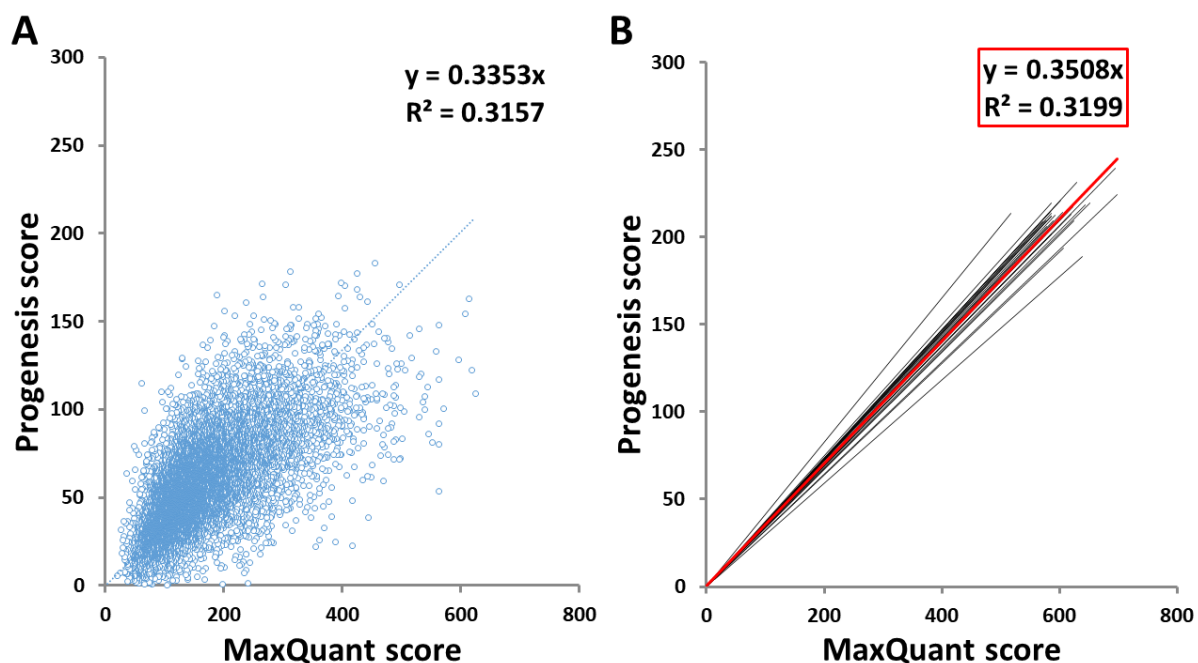 A
y = 0.3353x
R² = 0.3157
300
250
200
150
100
50
0
Progenesis score
0 200 400 600 800
MaxQuant score
B
y = 0.3508x
R² = 0.3199
300
250
200
150
100
50
0
Progenesis score
0 200 400 600 800
MaxQuant score